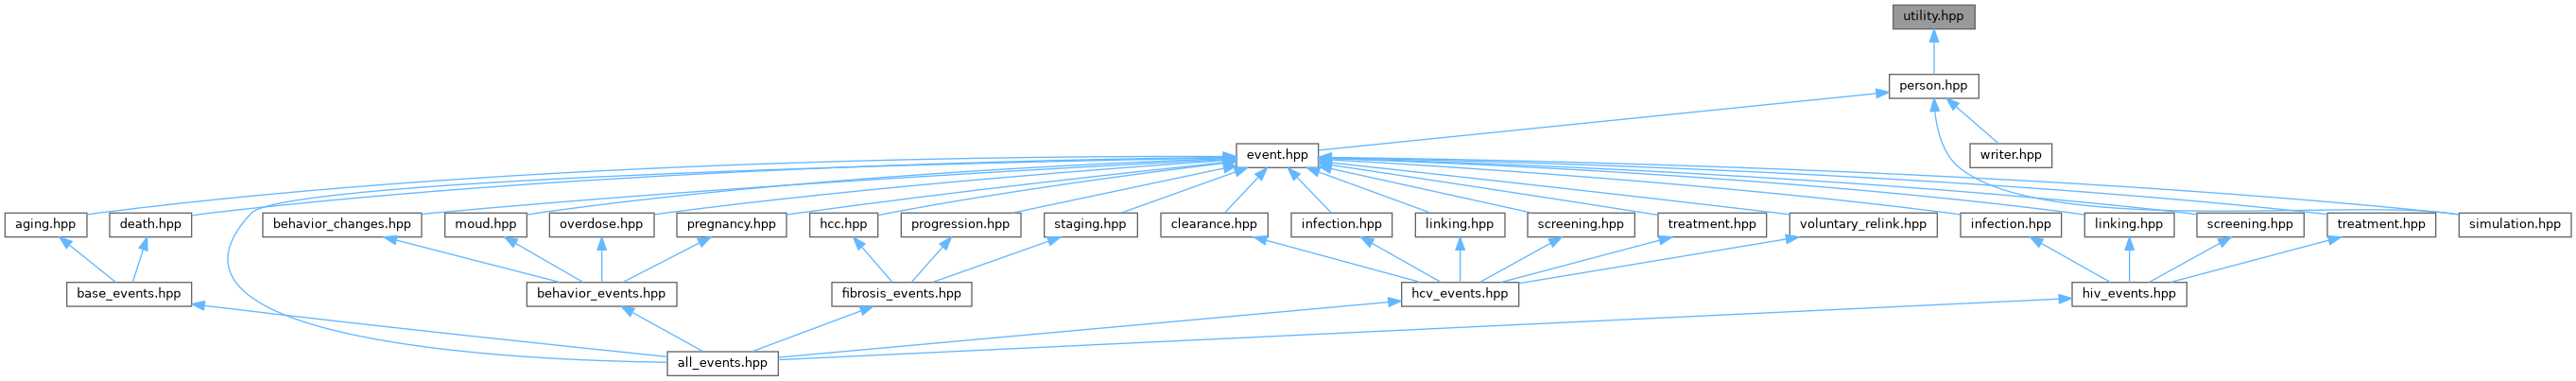 utility.hpp
person.hpp
event.hpp
writer.hpp
aging.hpp
death.hpp
behavior_changes.hpp
moud.hpp
overdose.hpp
pregnancy.hpp
hcc.hpp
progression.hpp
staging.hpp
clearance.hpp
infection.hpp
linking.hpp
screening.hpp
treatment.hpp
voluntary_relink.hpp
infection.hpp
linking.hpp
screening.hpp
treatment.hpp
simulation.hpp
base_events.hpp
behavior_events.hpp
fibrosis_events.hpp
hcv_events.hpp
hiv_events.hpp
all_events.hpp